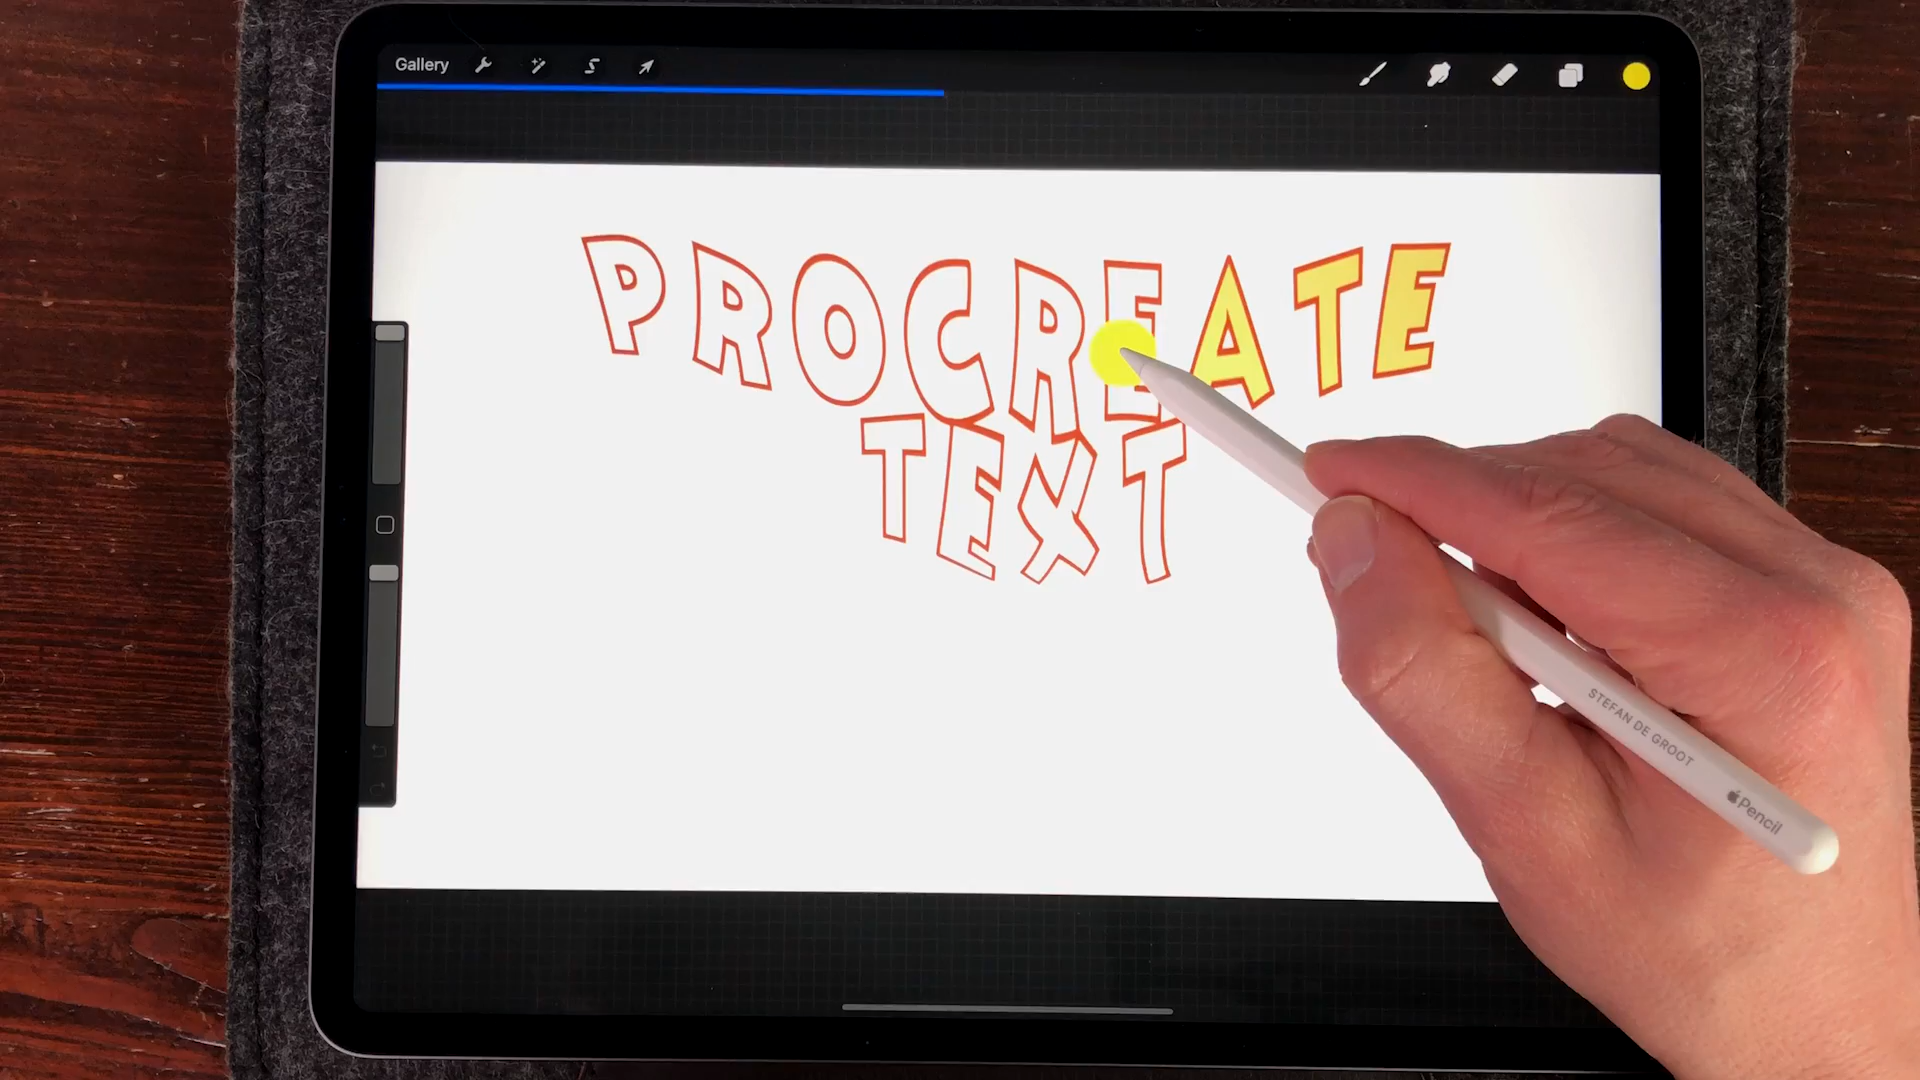 Gallery
PROCREATE
TEXT
STEFAN DE GROOT
Pencil